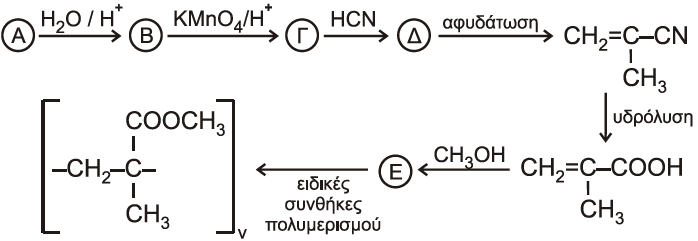 Α H₂O / H⁺ Β KMnO₄/H⁺ Γ HCN Δ αφυδάτωση CH₂=C–CN
CH₃
υδρόλυση
CH₂=C–COOH
CH₃
CH₃OH
Ε
ειδικές
συνθήκες
πολυμερισμού
COOCH₃
–CH₂–C–
CH₃
ν